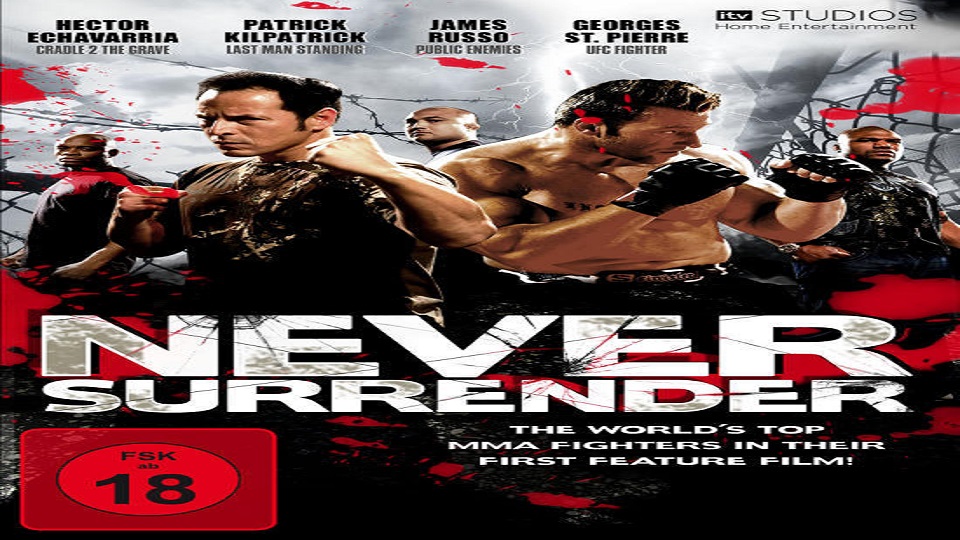 HECTOR
ECHAVARRIA
CRADLE 2 THE GRAVE
PATRICK
KILPATRICK
LAST MAN STANDING
JAMES
RUSSO
PUBLIC ENEMIES
GEORGES
ST. PIERRE
UFC FIGHTER
itv STUDIOS
Home Entertainment
NEVER
SURRENDER
THE WORLD'S TOP
MMA FIGHTERS IN THEIR
FIRST FEATURE FILM!
FSK
ab
18